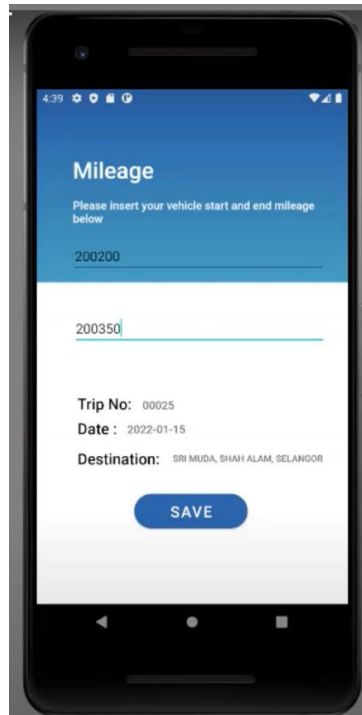 4:39
Mileage
Please insert your vehicle start and end mileage
below
200200
200350
Trip No: 00025
Date : 2022-01-15
Destination: SRI MUDA, SHAH ALAM, SELANGOR
SAVE